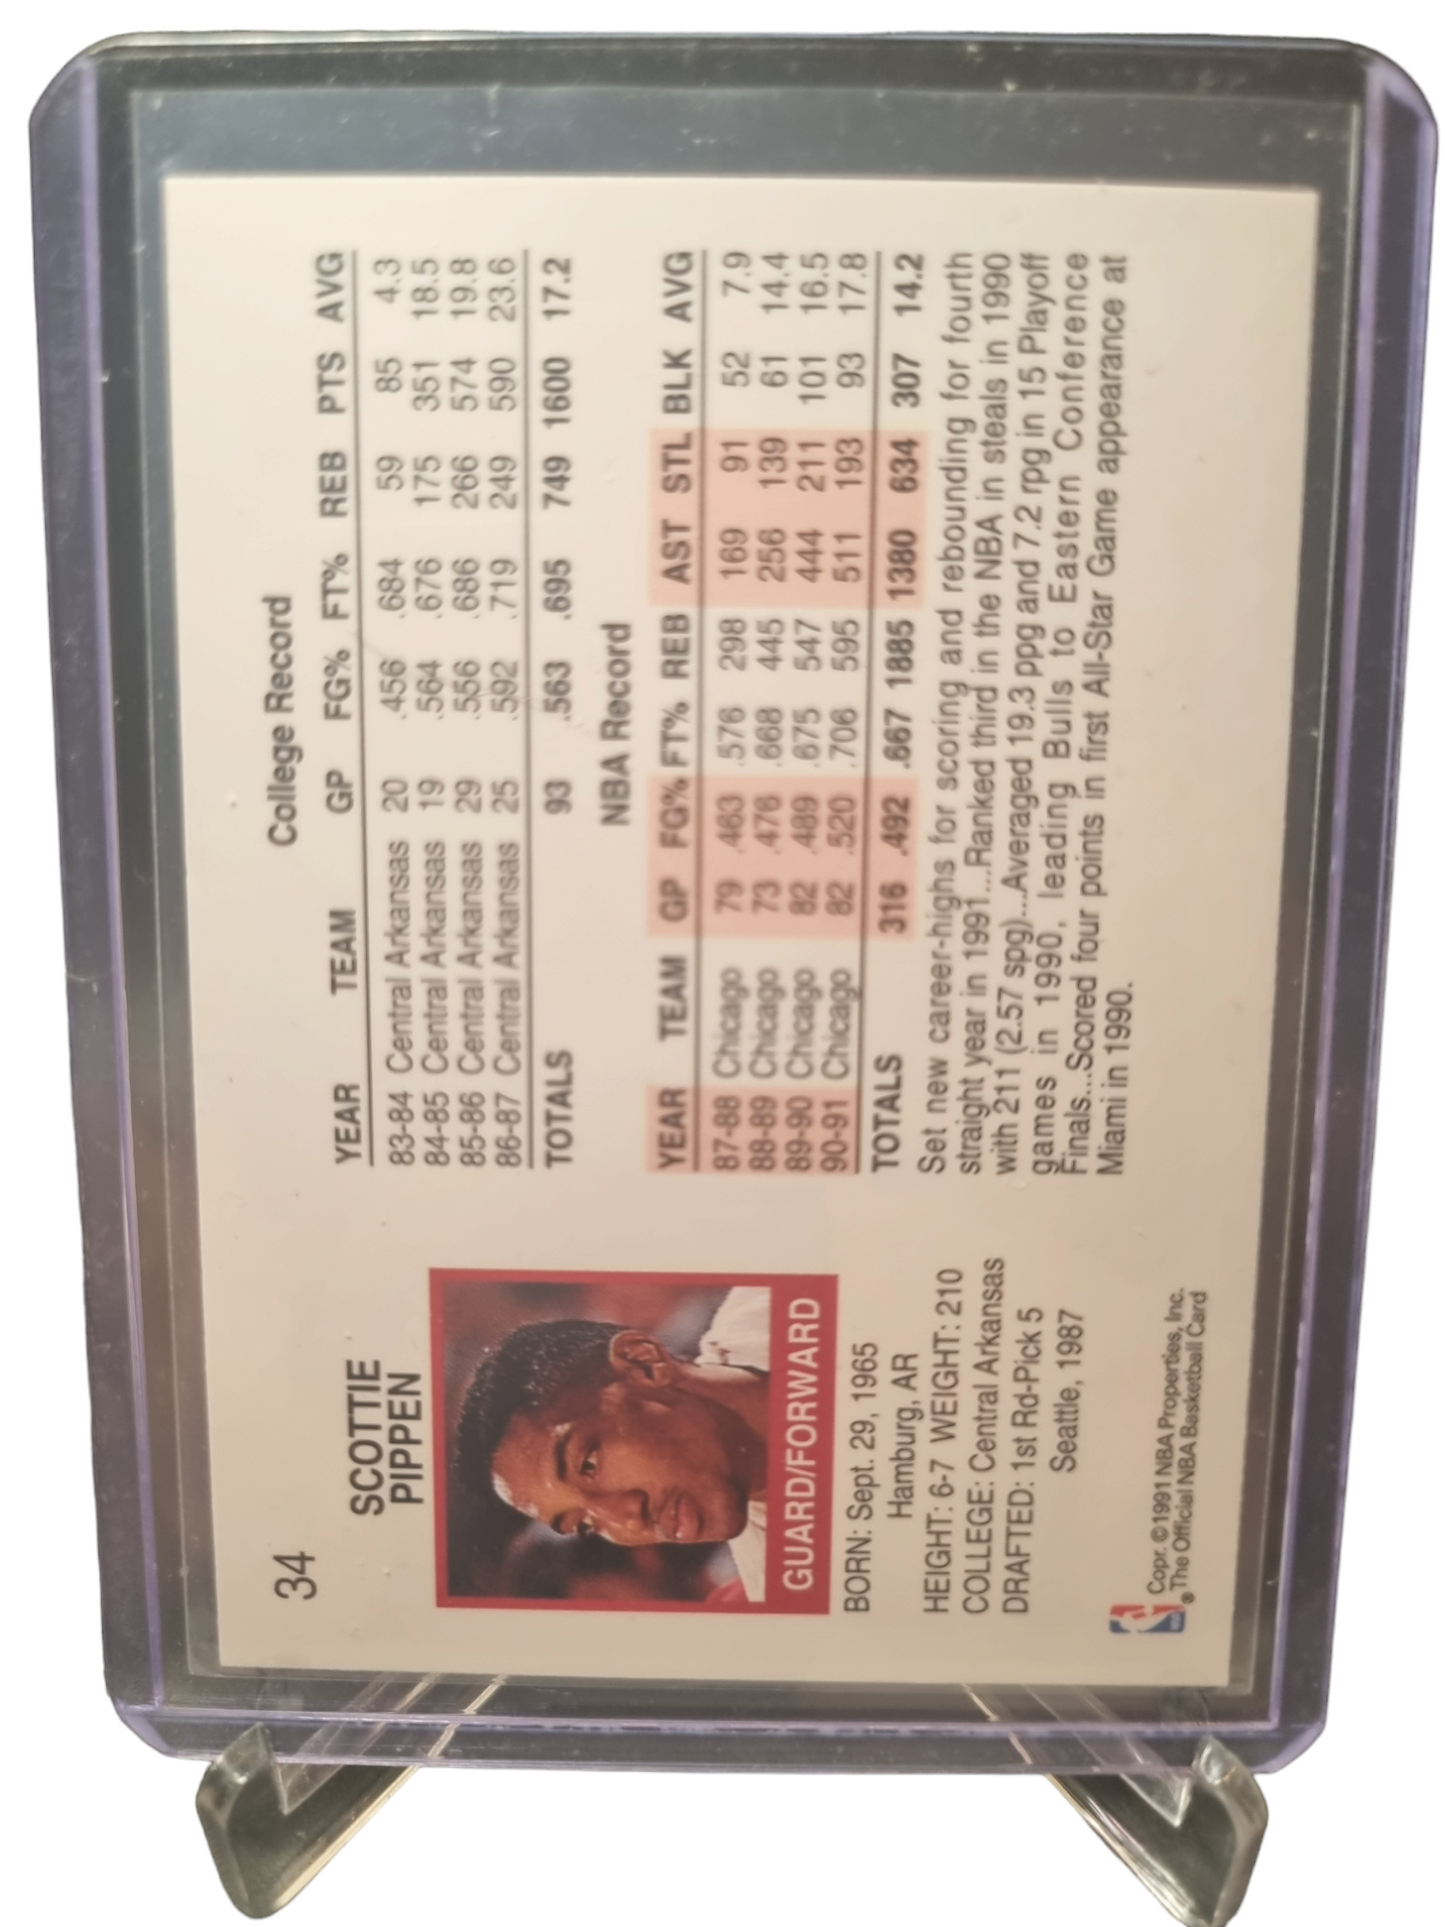 34
SCOTTIE
PIPPEN
GUARD/FORWARD
BORN: Sept. 29, 1965
Hamburg, AR
HEIGHT: 6-7 WEIGHT: 210
COLLEGE: Central Arkansas
DRAFTED: 1st Rd-Pick 5
Seattle, 1987
Copr. ©1991 NBA Properties, Inc.
® The Official NBA Basketball Card
College Record
YEAR TEAM GP FG% FT% REB PTS AVG
83-84 Central Arkansas 20 .456 .684 59 85 4.3
84-85 Central Arkansas 19 .564 .676 175 351 18.5
85-86 Central Arkansas 29 .556 .686 266 574 19.8
86-87 Central Arkansas 25 .592 .719 249 590 23.6
TOTALS 93 .563 .695 749 1600 17.2
NBA Record
YEAR TEAM GP FG% FT% REB AST STL BLK AVG
87-88 Chicago 79 .463 .576 298 169 91 52 7.9
88-89 Chicago 73 .476 .668 445 256 139 61 14.4
89-90 Chicago 82 .489 .675 547 444 211 101 16.5
90-91 Chicago 82 .520 .706 595 511 193 93 17.8
TOTALS 316 .492 .667 1885 1380 634 307 14.2
Set new career-highs for scoring and rebounding for fourth
straight year in 1991...Ranked third in the NBA in steals in 1990
with 211 (2.57 spg)...Averaged 19.3 ppg and 7.2 rpg in 15 Playoff
games in 1990, leading Bulls to Eastern Conference
Finals...Scored four points in first All-Star Game appearance at
Miami in 1990.